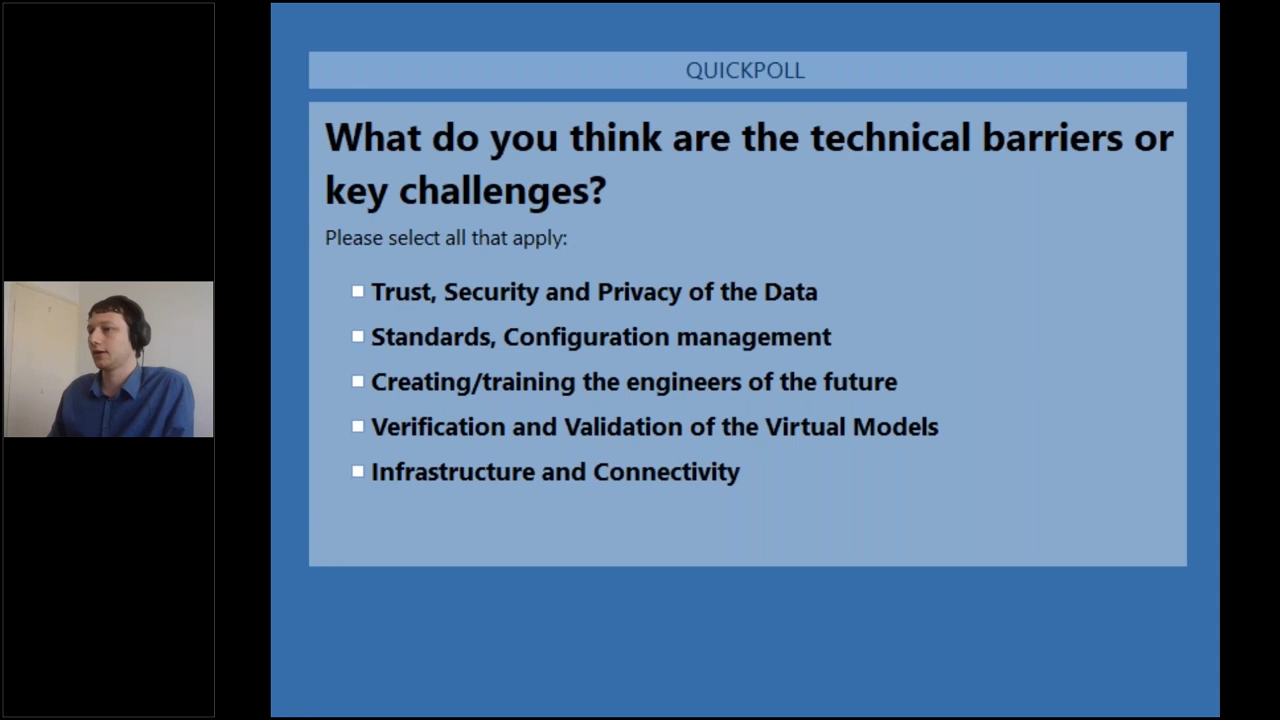 QUICKPOLL
What do you think are the technical barriers or
key challenges?
Please select all that apply:
Trust, Security and Privacy of the Data
Standards, Configuration management
Creating/training the engineers of the future
Verification and Validation of the Virtual Models
Infrastructure and Connectivity